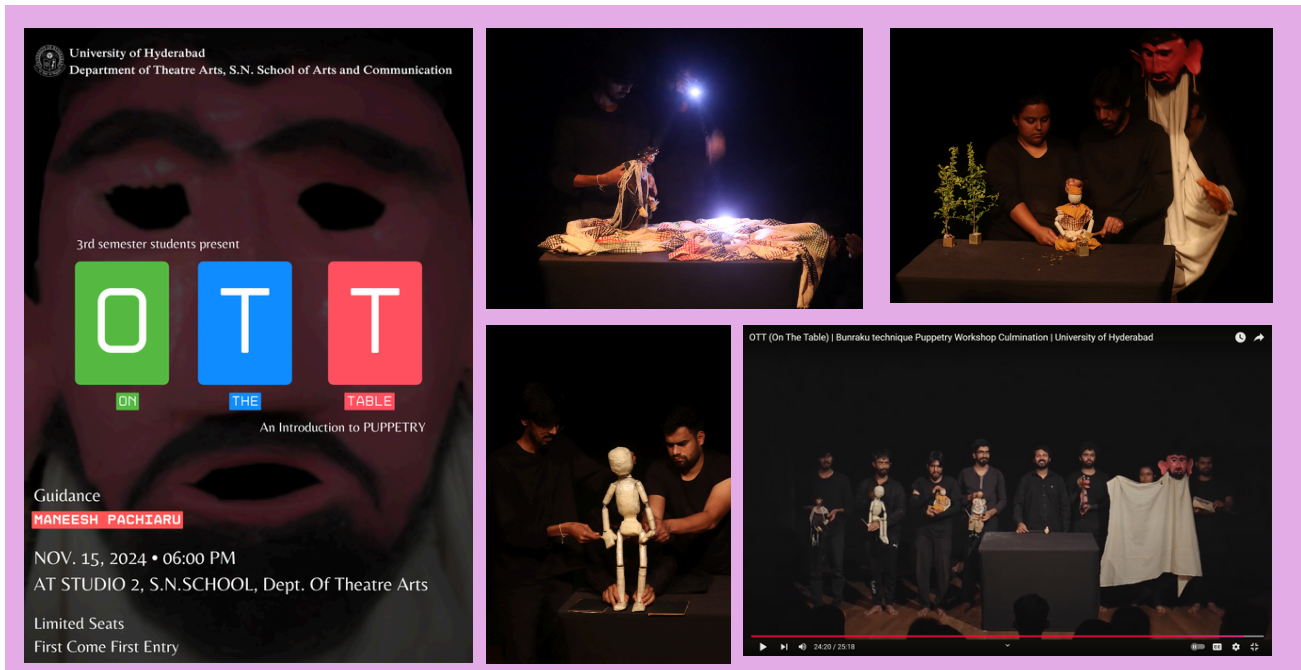 University of Hyderabad
Department of Theatre Arts, S.N. School of Arts and Communication
3rd semester students present
O T T
ON THE TABLE
An Introduction to PUPPETRY
Guidance
MANEESH PACHIARU
NOV. 15, 2024 • 06:00 PM
AT STUDIO 2, S.N.SCHOOL, Dept. Of Theatre Arts
Limited Seats
First Come First Entry
OTT (On The Table) | Bunraku technique Puppetry Workshop Culmination | University of Hyderabad
24:20 / 25:18